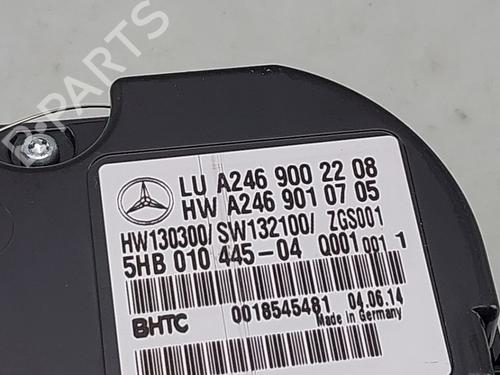 B-PARTS
LU A246 900 22 08
HW A246 901 07 05
HW130300/ SW132100/ ZGS001
5HB 010 445-04 Q001 001 1
BHTC 0018545481 04.06.14
Made in Germany